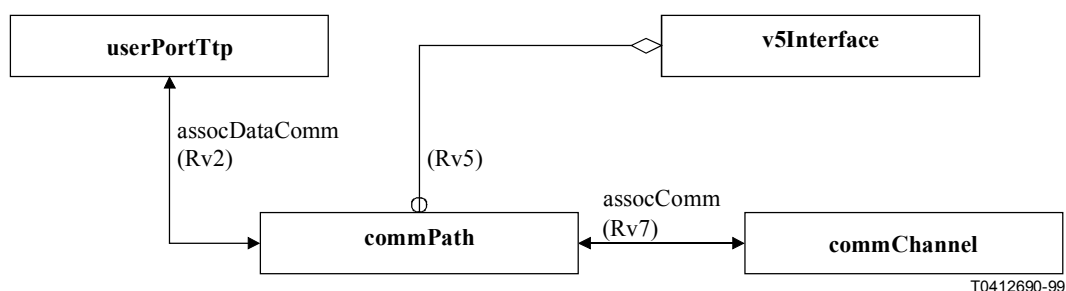 userPortTtp
v5Interface
assocDataComm
(Rv2)
(Rv5)
assocComm
(Rv7)
commPath
commChannel
T0412690-99